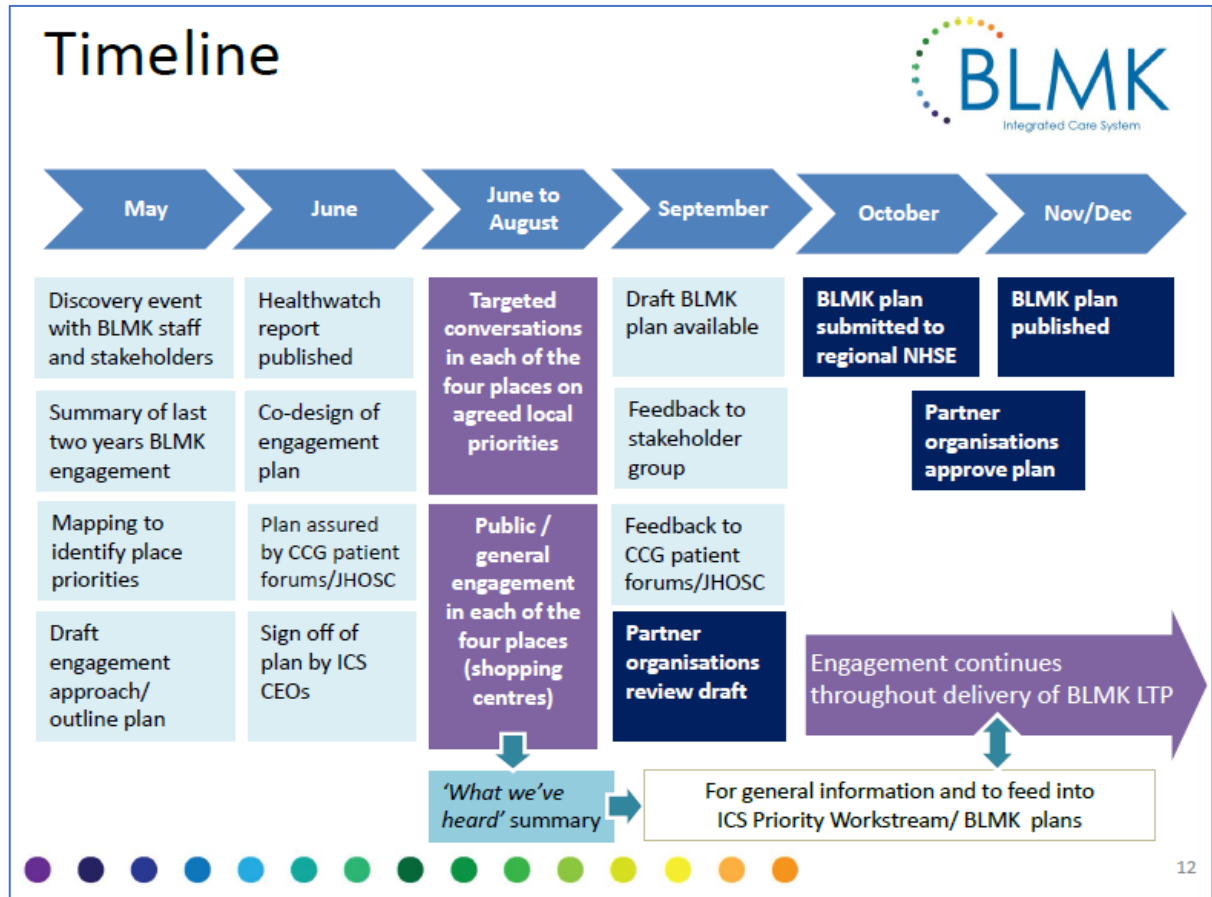 Timeline
BLMK
Integrated Care System
May
June
June to
August
September
October
Nov/Dec
Discovery event
with BLMK staff
and stakeholders
Summary of last
two years BLMK
engagement
Mapping to
identify place
priorities
Draft
engagement
approach/
outline plan
Healthwatch
report
published
Co-design of
engagement
plan
Plan assured
by CCG patient
forums/JHOSC
Sign off of
plan by ICS
CEOs
Targeted
conversations
in each of the
four places on
agreed local
priorities
Public /
general
engagement
in each of the
four places
(shopping
centres)
Draft BLMK
plan available
Feedback to
stakeholder
group
Feedback to
CCG patient
forums/JHOSC
Partner
organisations
review draft
BLMK plan
submitted to
regional NHSE
BLMK plan
published
Partner
organisations
approve plan
Engagement continues
throughout delivery of BLMK LTP
‘What we’ve
heard’ summary
For general information and to feed into
ICS Priority Workstream/ BLMK plans
12